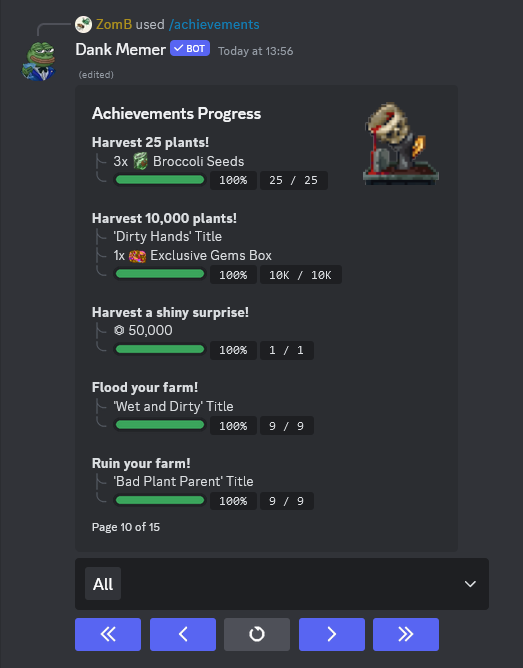 ZomB used /achievements
Dank Memer BOT Today at 13:56
(edited)
Achievements Progress
Harvest 25 plants!
3x Broccoli Seeds
100% 25 / 25
Harvest 10,000 plants!
'Dirty Hands' Title
1x Exclusive Gems Box
100% 10K / 10K
Harvest a shiny surprise!
50,000
100% 1 / 1
Flood your farm!
'Wet and Dirty' Title
100% 9 / 9
Ruin your farm!
'Bad Plant Parent' Title
100% 9 / 9
Page 10 of 15
All